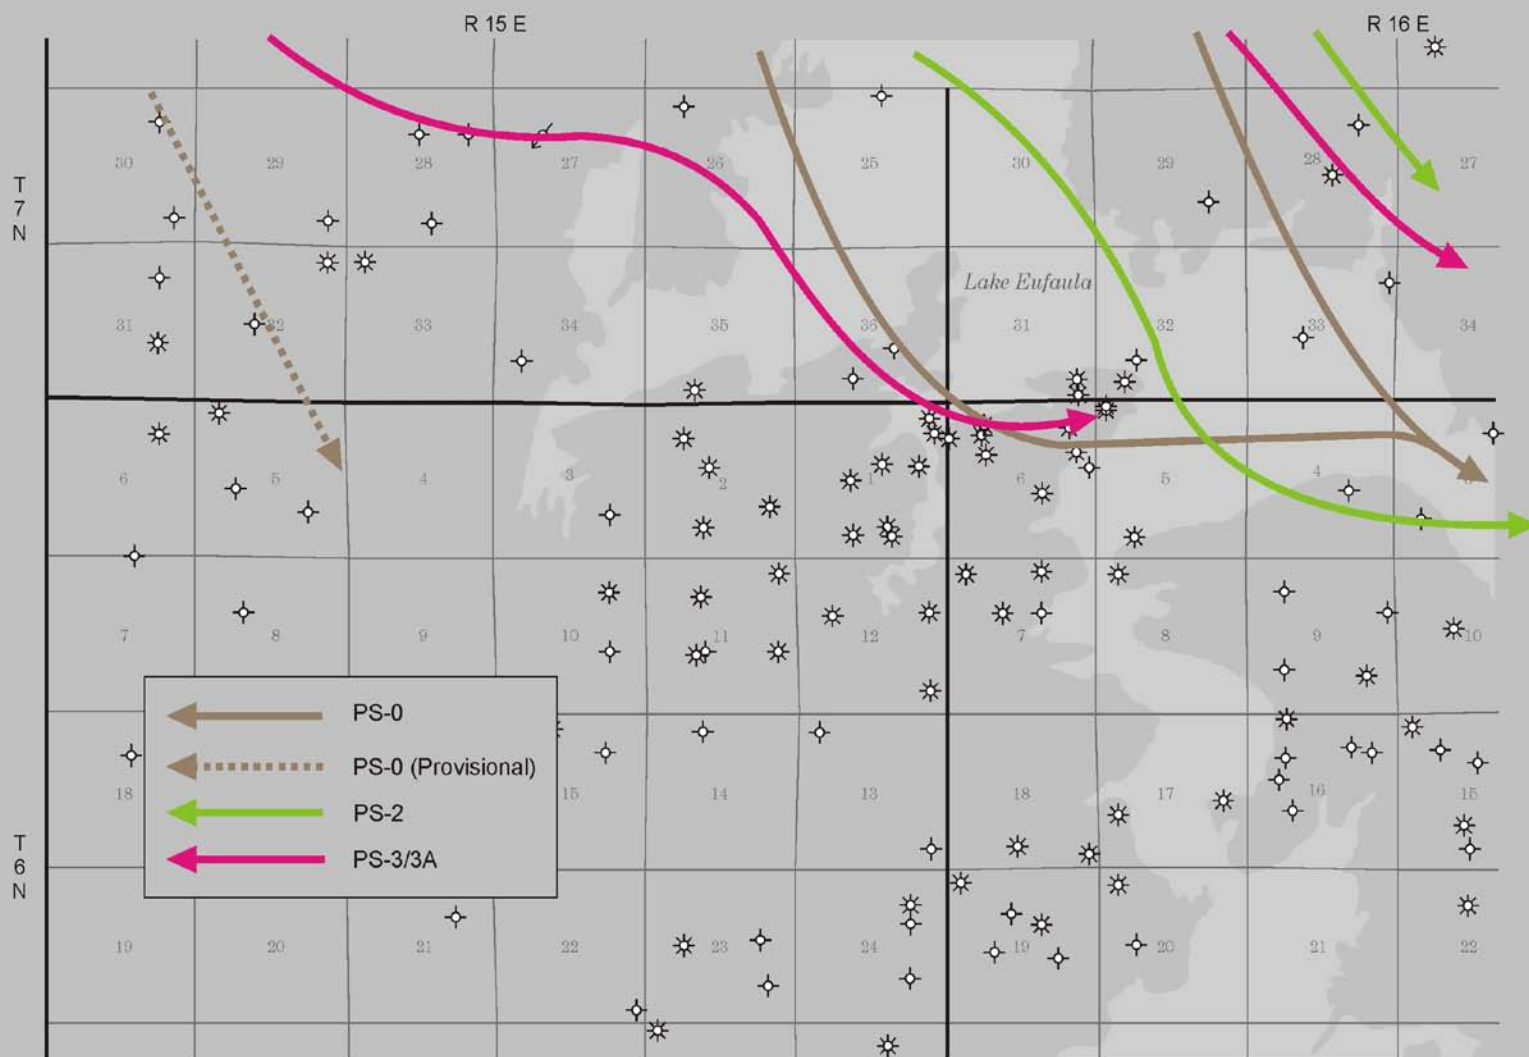 R 15 E R 16 E
30 29 28 27 26 25 30 29 28 27
T
7
N
Lake Eufaula
31 32 33 34 35 36 31 32 33 34
6 5 4 3 2 1 6 5 4
7 8 9 10 11 12 7 8 9 10
PS-0
PS-0 (Provisional)
PS-2
PS-3/3A
18 15 14 13 18 17 16 15
T
6
N
19 20 21 22 23 24 19 20 21 22